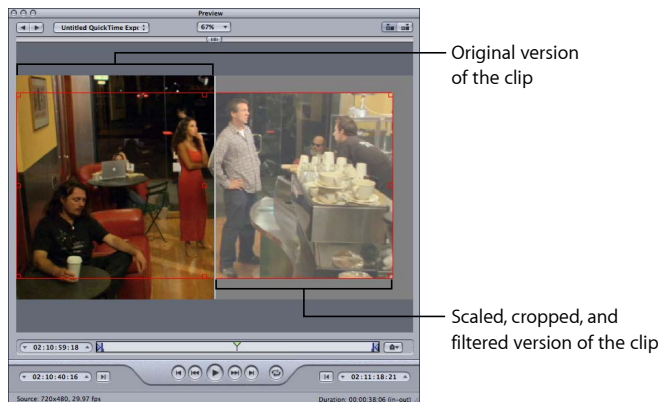 Preview
Untitled QuickTime Expo
67%
Original version
of the clip
Scaled, cropped, and
filtered version of the clip
02:10:59:18
02:10:40:16
02:11:18:21
Source: 720x480, 29.97 fps
Duration: 00:00:38:06 (in-out)